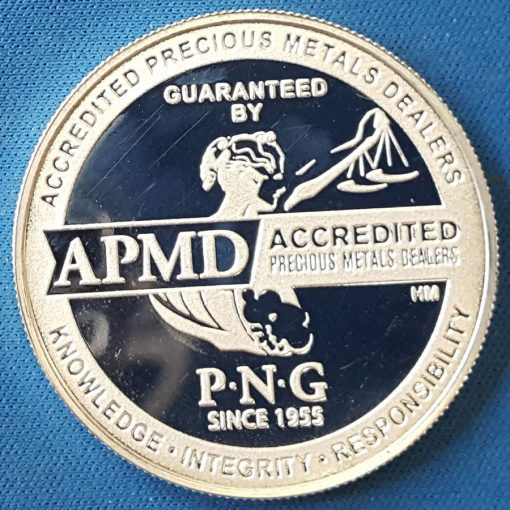 ACCREDITED PRECIOUS METALS DEALERS
GUARANTEED
BY
APMD
ACCREDITED
PRECIOUS METALS DEALERS
HM
P·N·G
SINCE 1955
KNOWLEDGE · INTEGRITY · RESPONSIBILITY